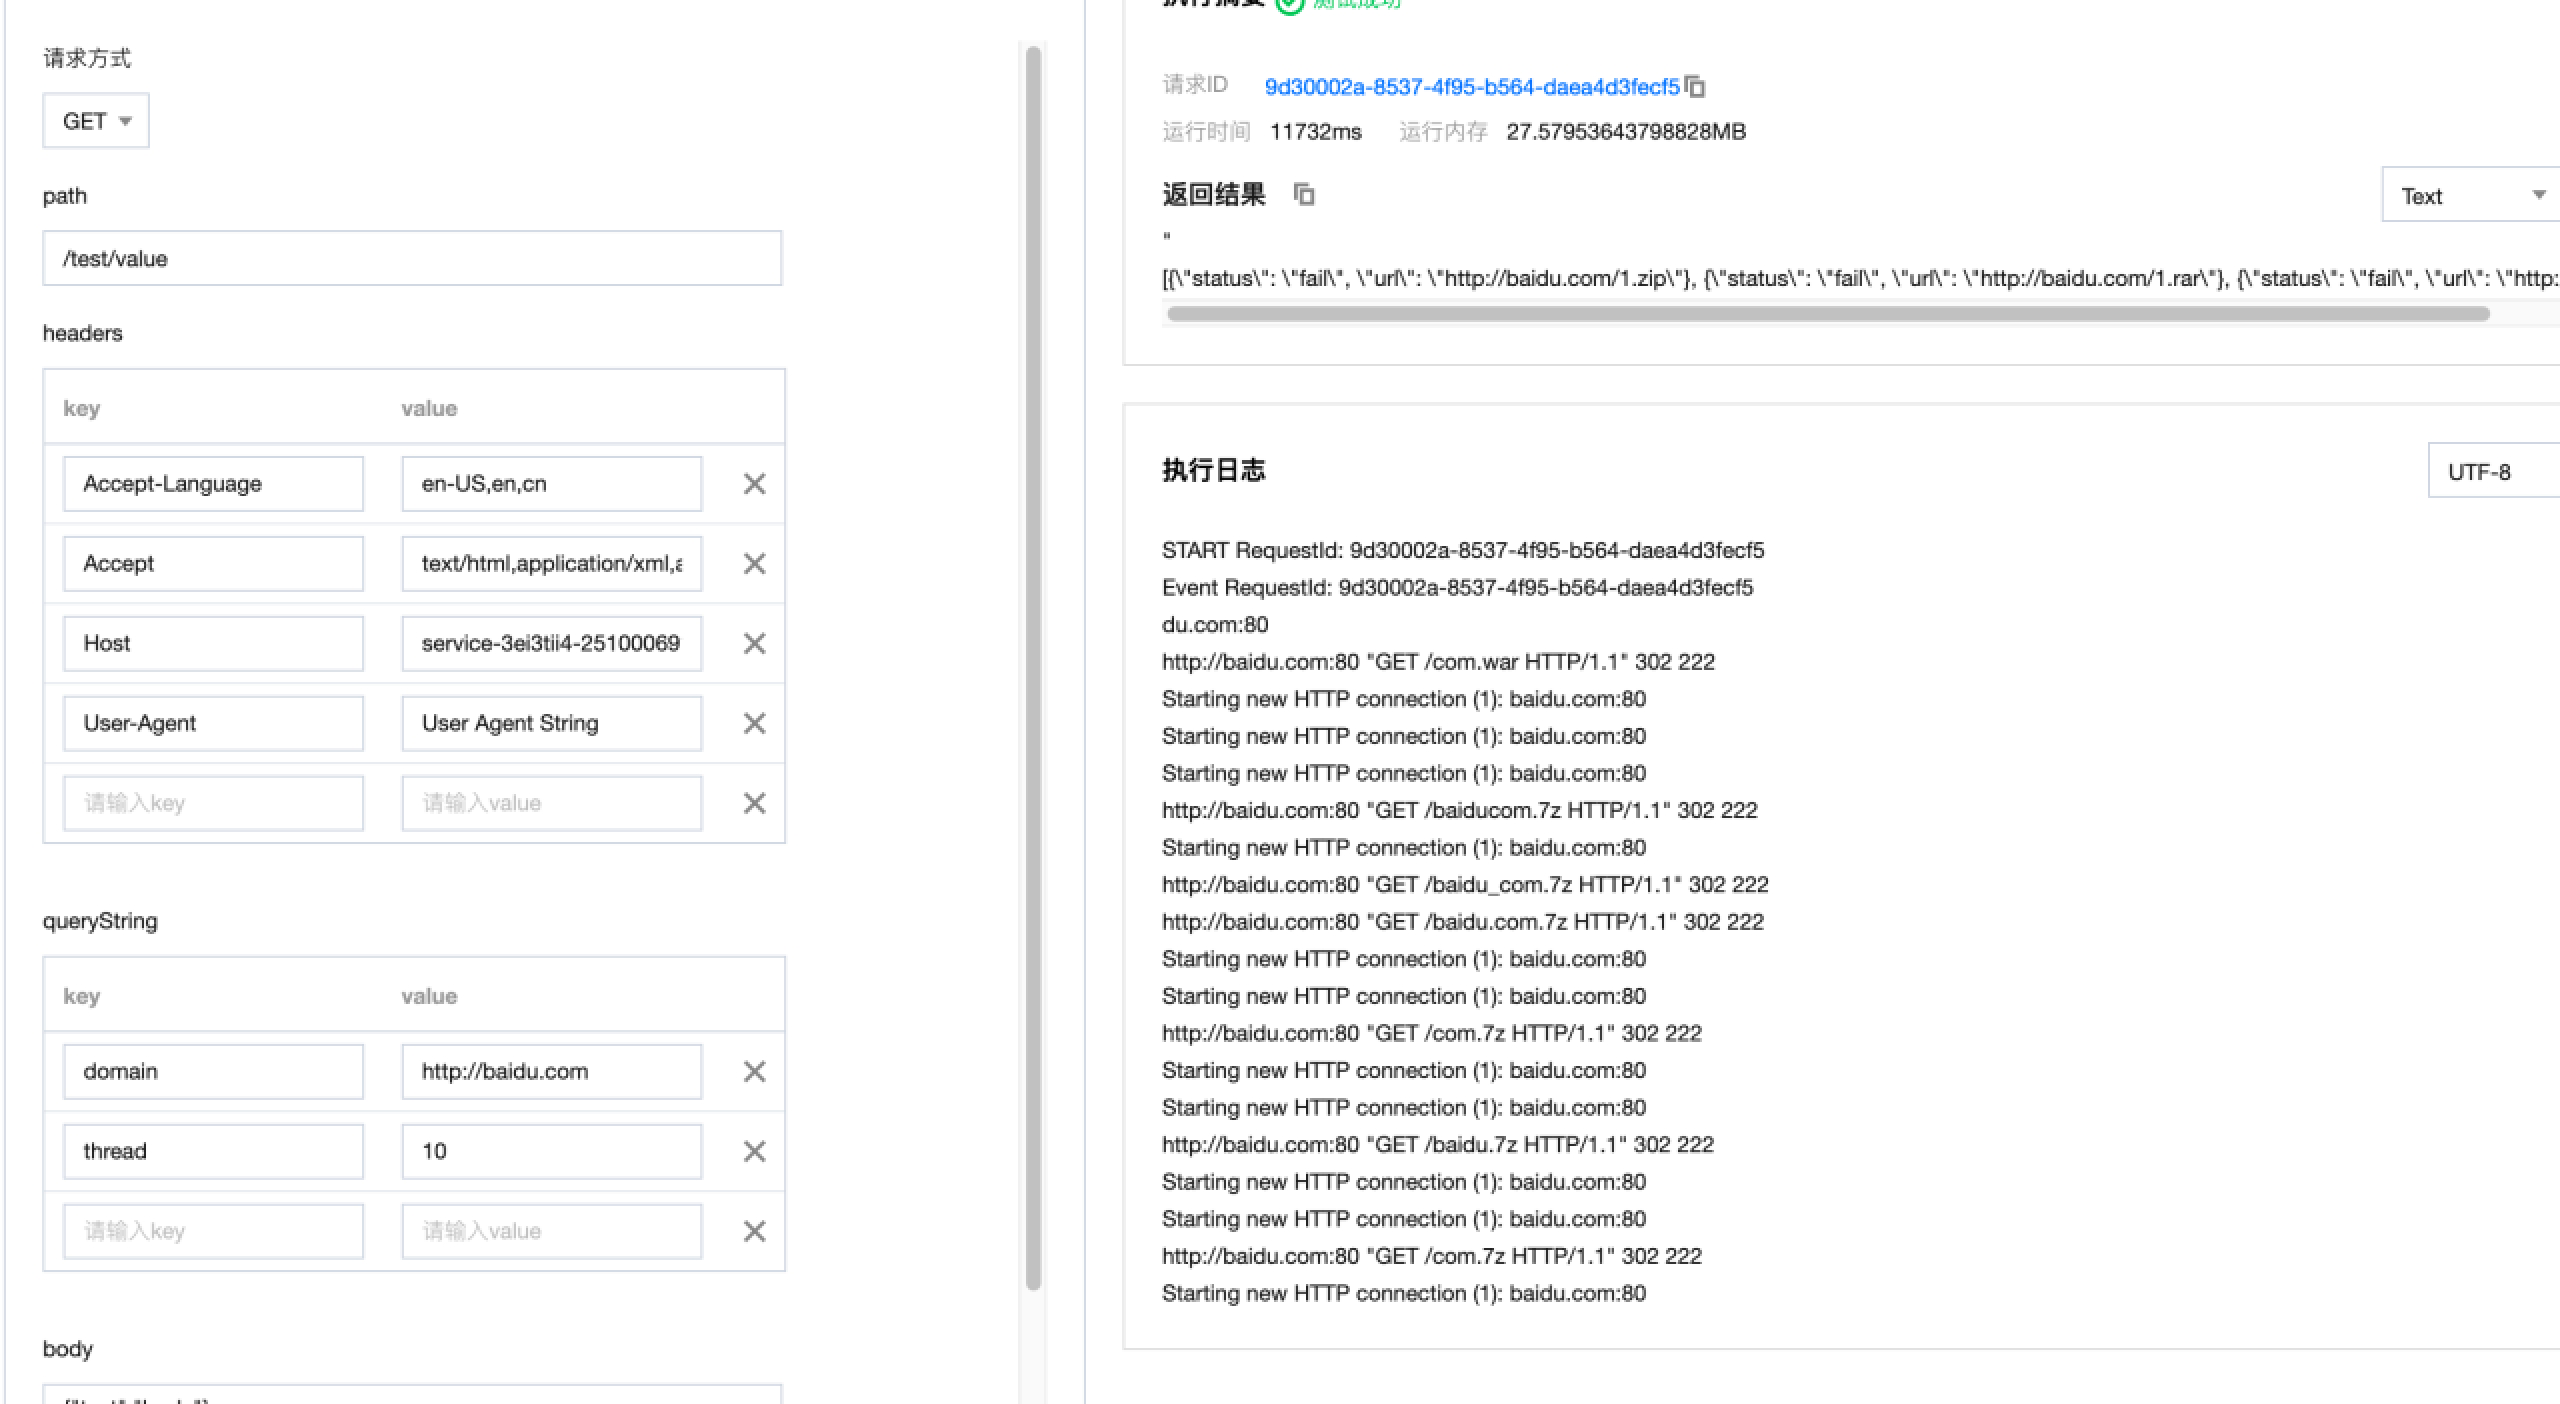 请求方式
GET
path
/test/value
headers
key value
Accept-Language en-US,en,cn
Accept text/html,application/xml,a
Host service-3ei3tii4-25100069
User-Agent User Agent String
请输入key 请输入value
queryString
key value
domain http://baidu.com
thread 10
请输入key 请输入value
body
执行摘要 测试成功
请求ID 9d30002a-8537-4f95-b564-daea4d3fecf5
运行时间 11732ms 运行内存 27.57953643798828MB
返回结果 Text
"
[{\"status\": \"fail\", \"url\": \"http://baidu.com/1.zip\"}, {\"status\": \"fail\", \"url\": \"http://baidu.com/1.rar\"}, {\"status\": \"fail\", \"url\": \"http:
执行日志 UTF-8
START RequestId: 9d30002a-8537-4f95-b564-daea4d3fecf5
Event RequestId: 9d30002a-8537-4f95-b564-daea4d3fecf5
du.com:80
http://baidu.com:80 "GET /com.war HTTP/1.1" 302 222
Starting new HTTP connection (1): baidu.com:80
Starting new HTTP connection (1): baidu.com:80
Starting new HTTP connection (1): baidu.com:80
http://baidu.com:80 "GET /baiducom.7z HTTP/1.1" 302 222
Starting new HTTP connection (1): baidu.com:80
http://baidu.com:80 "GET /baidu_com.7z HTTP/1.1" 302 222
http://baidu.com:80 "GET /baidu.com.7z HTTP/1.1" 302 222
Starting new HTTP connection (1): baidu.com:80
Starting new HTTP connection (1): baidu.com:80
http://baidu.com:80 "GET /com.7z HTTP/1.1" 302 222
Starting new HTTP connection (1): baidu.com:80
Starting new HTTP connection (1): baidu.com:80
http://baidu.com:80 "GET /baidu.7z HTTP/1.1" 302 222
Starting new HTTP connection (1): baidu.com:80
Starting new HTTP connection (1): baidu.com:80
http://baidu.com:80 "GET /com.7z HTTP/1.1" 302 222
Starting new HTTP connection (1): baidu.com:80